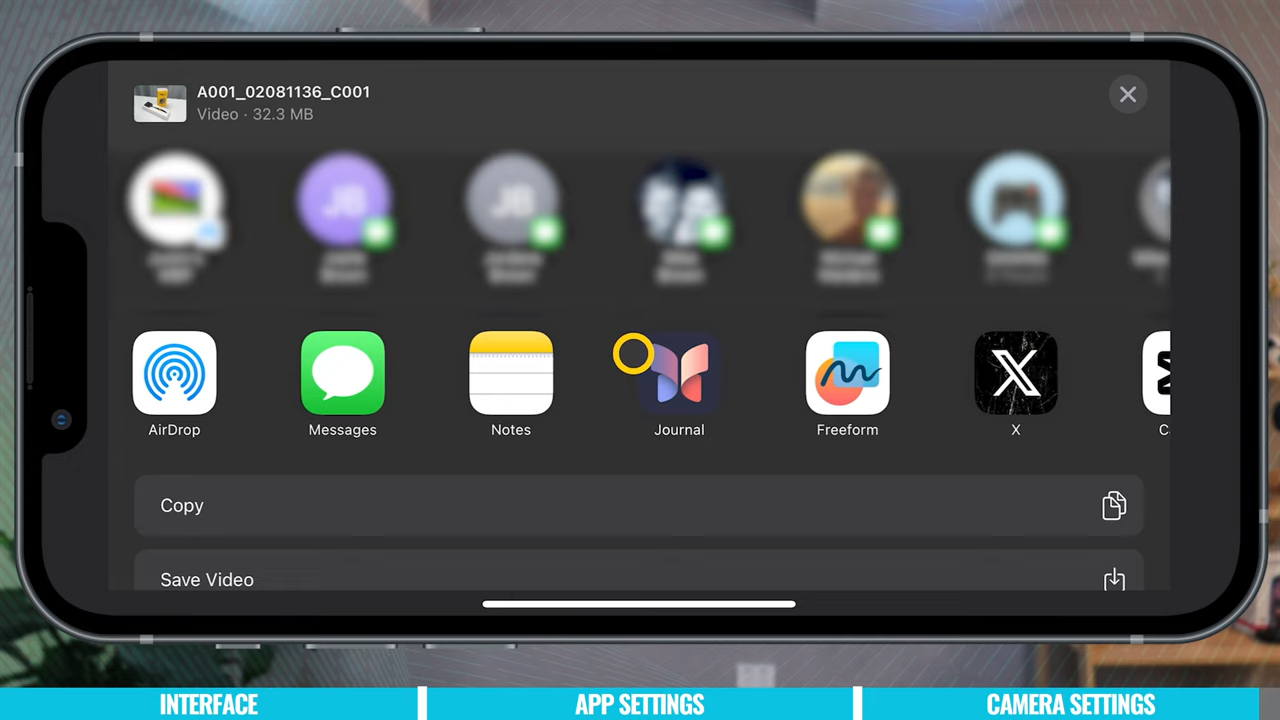 A001_02081136_C001
Video · 32.3 MB
AirDrop
Messages
Notes
Journal
Freeform
X
C
Copy
Save Video
INTERFACE
APP SETTINGS
CAMERA SETTINGS